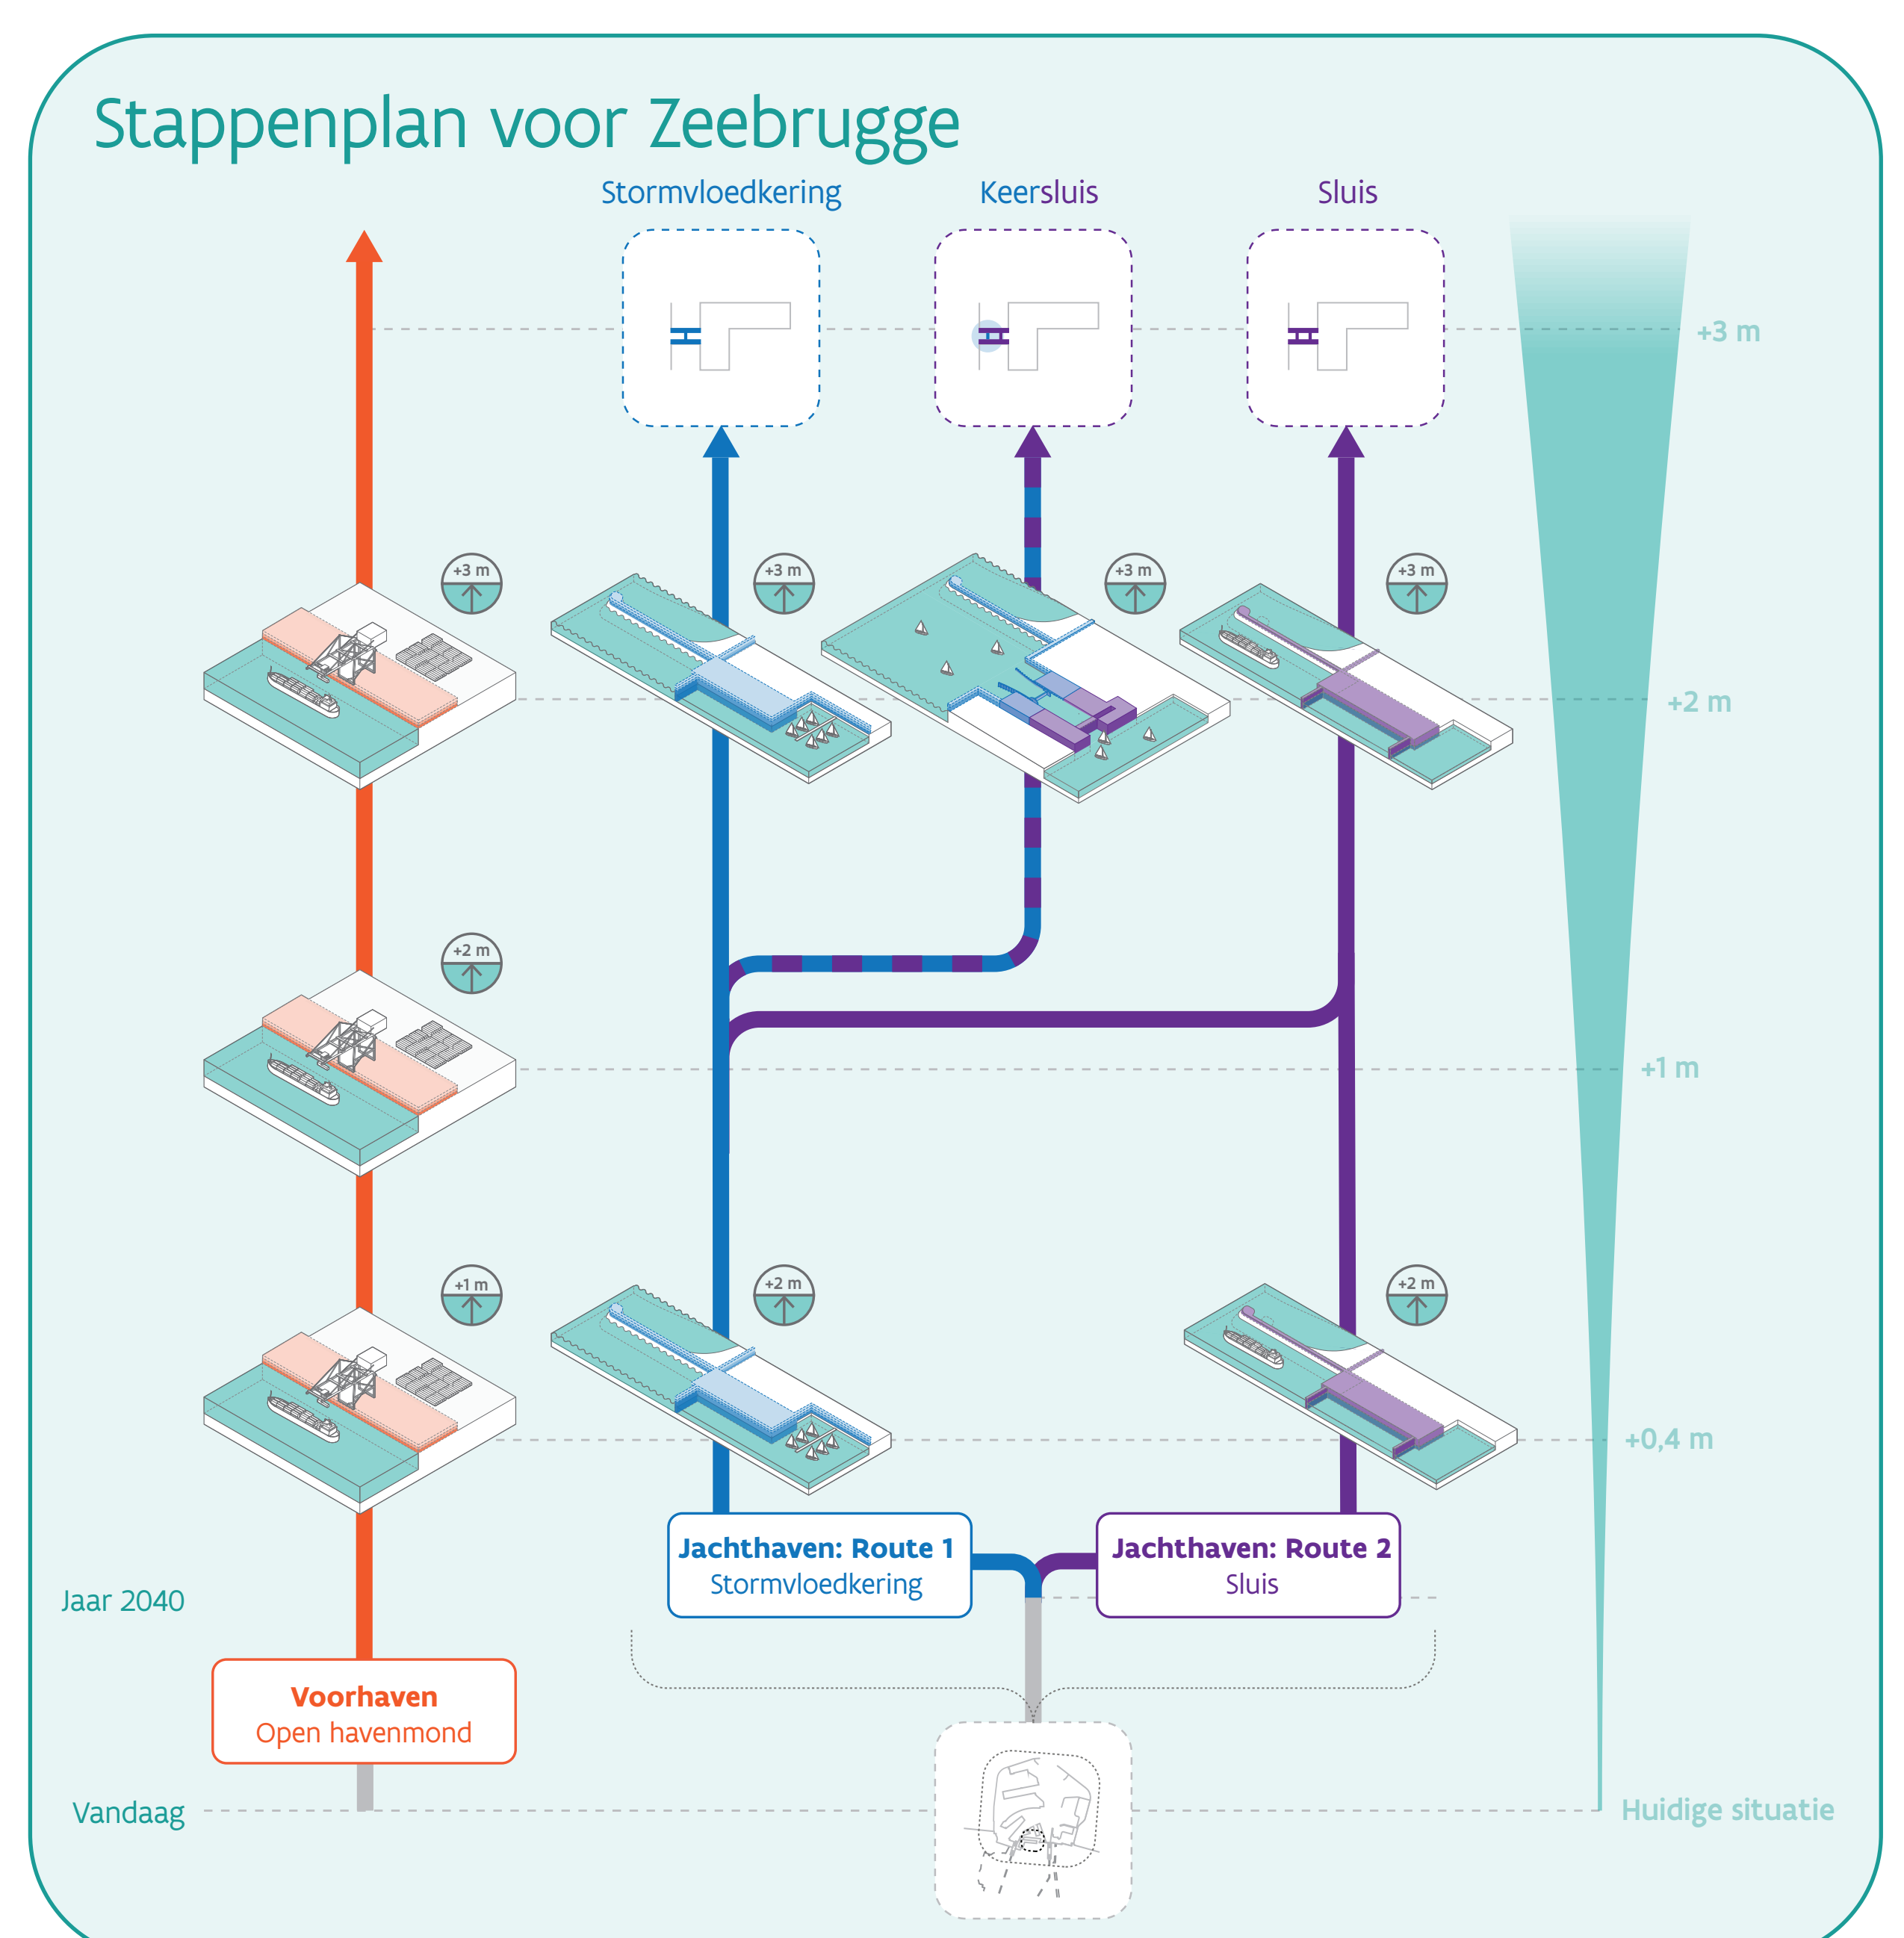 Stappenplan voor Zeebrugge
Stormvloedkering
Keersluis
Sluis
+3 m
+3 m
+3 m
+3 m
+3 m
+2 m
+2 m
+1 m
+1 m
+2 m
+2 m
+0,4 m
Jachthaven: Route 1
Stormvloedkering
Jachthaven: Route 2
Sluis
Jaar 2040
Voorhaven
Open havenmond
Vandaag
Huidige situatie